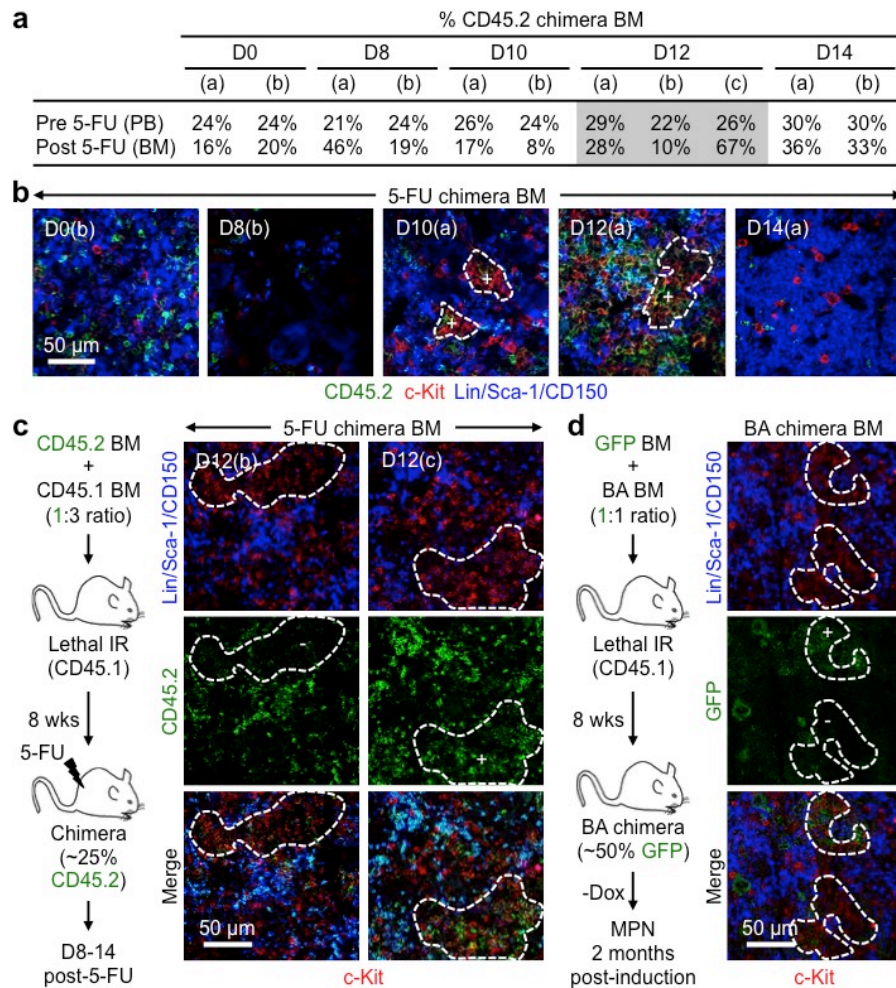 a
% CD45.2 chimera BM
D0 D8 D10 D12 D14
(a) (b) (a) (b) (a) (b) (a) (b) (c) (a) (b)
Pre 5-FU (PB) 24% 24% 21% 24% 26% 24% 29% 22% 26% 30% 30%
Post 5-FU (BM) 16% 20% 46% 19% 17% 8% 28% 10% 67% 36% 33%
b
5-FU chimera BM
D0(b) D8(b) D10(a) D12(a) D14(a)
+ + +
50 µm
CD45.2 c-Kit Lin/Sca-1/CD150
c
CD45.2 BM
+
CD45.1 BM
(1:3 ratio)
Lethal IR
(CD45.1)
8 wks
5-FU
Chimera
(~25%
CD45.2)
D8-14
post-5-FU
5-FU chimera BM
D12(b) D12(c)
Lin/Sca-1/CD150
CD45.2
- +
Merge
50 µm
c-Kit
d
GFP BM
+
BA BM
(1:1 ratio)
Lethal IR
(CD45.1)
8 wks
BA chimera
(~50% GFP)
-Dox
MPN
2 months
post-induction
BA chimera BM
Lin/Sca-1/CD150
GFP
+
-
Merge
50 µm
c-Kit